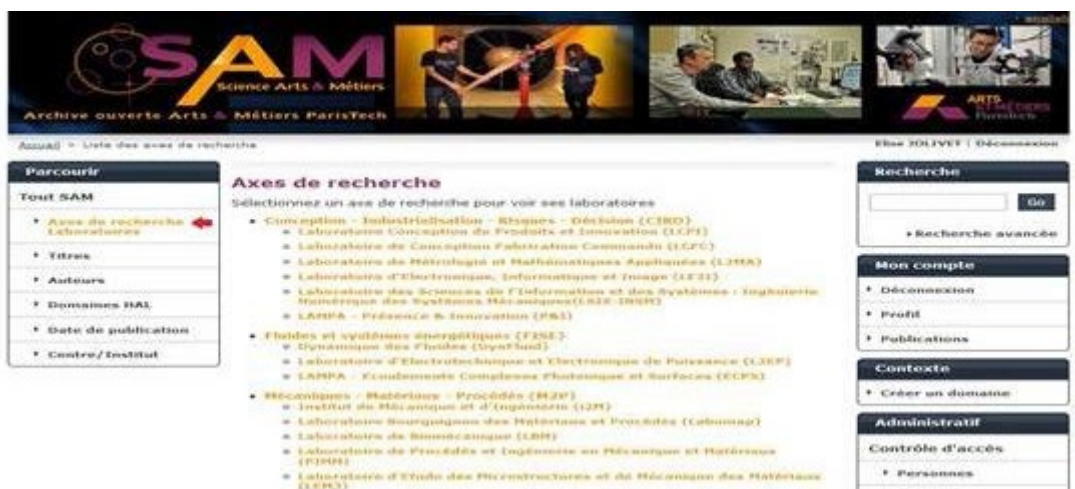 english
SAM
Science Arts & Métiers
Archive ouverte Arts & Métiers ParisTech
ARTS
ET MÉTIERS
ParisTech
Accueil > Liste des axes de recherche
Elise JOLIVET | Déconnexion
Parcourir
Tout SAM
Axes de recherche
Laboratoires
Titres
Auteurs
Domaines HAL
Date de publication
Centre/Institut
Axes de recherche
Sélectionnez un axe de recherche pour voir ses laboratoires
Conception - Industrialisation - Risques - Décision (CIRD)
Laboratoire Conception de Produits et Innovation (LCPI)
Laboratoire de Conception Fabrication Commande (LCFC)
Laboratoire de Métrologie et Mathématiques Appliquées (L2MA)
Laboratoire d'Electronique, Informatique et Image (LE2I)
Laboratoire des Sciences de l'Information et des Systèmes : Ingénierie
Numérique des Systèmes Mécaniques(LSIS-INSM)
LAMPA - Présence & Innovation (P&I)
Fluides et systèmes énergétiques (FISE)
Dynamique des Fluides (DynFluid)
Laboratoire d'Electrotechnique et Electronique de Puissance (L2EP)
LAMPA - Ecoulements Complexes Photonique et Surfaces (ECPS)
Mécaniques - Matériaux - Procédés (M2P)
Institut de Mécanique et d'Ingénierie (I2M)
Laboratoire Bourguignon des Matériaux et Procédés (Labomap)
Laboratoire de Biomécanique (LBM)
Laboratoire de Procédés et Ingénierie en Mécanique et Matériaux
(PIMM)
Laboratoire d'Etude des Microstructures et de Mécanique des Matériaux
(LEM3)
Recherche
Go
Recherche avancée
Mon compte
Déconnexion
Profil
Publications
Contexte
Créer un domaine
Administratif
Contrôle d'accès
Personnes